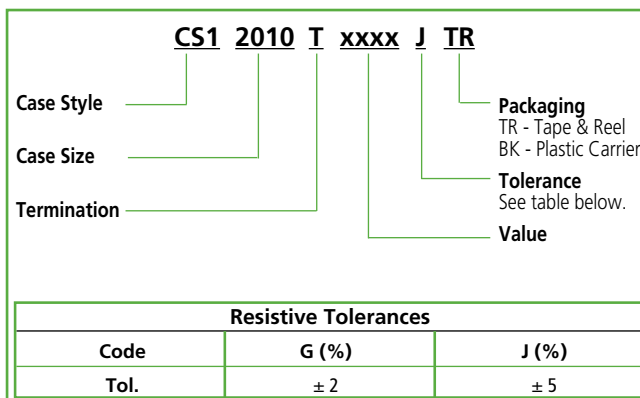 CS1 2010 T xxxx J TR
Case Style
Case Size
Termination
Packaging
TR - Tape & Reel
BK - Plastic Carrier
Tolerance
See table below.
Value
Resistive Tolerances
Code G (%) J (%)
Tol. ± 2 ± 5